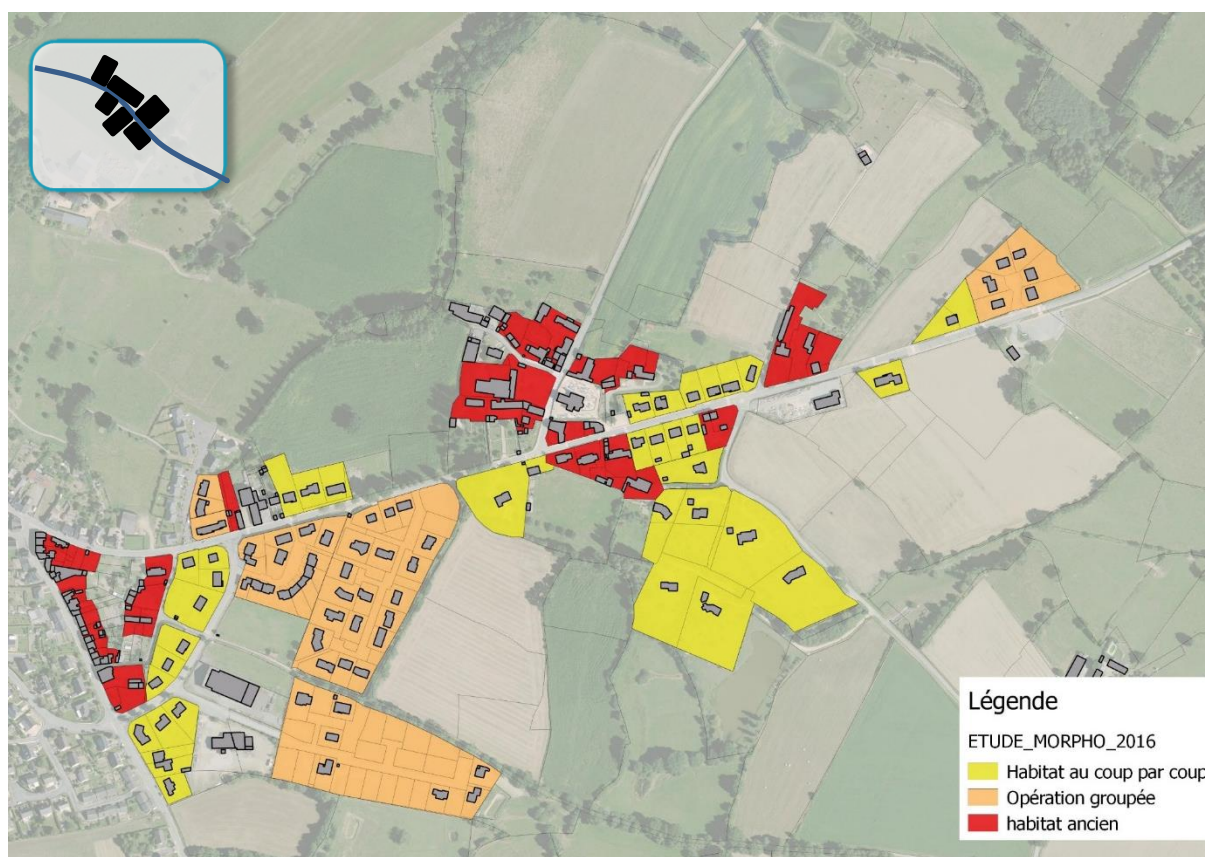 Légende
ETUDE_MORPHO_2016
Habitat au coup par coup
Opération groupée
habitat ancien